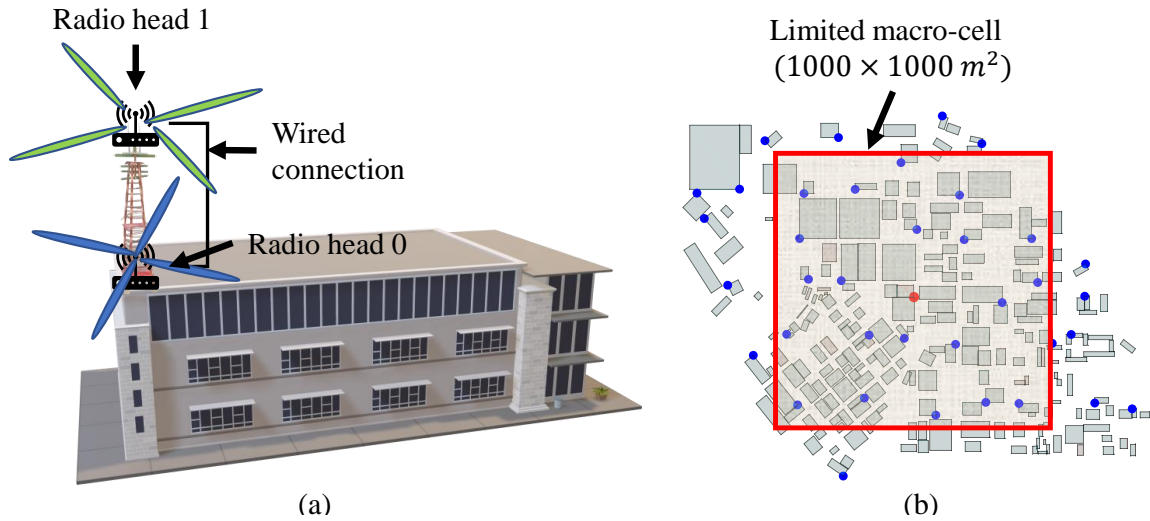 Radio head 1
Wired
connection
Radio head 0
(a)
Limited macro-cell
(1000 × 1000 m²)
(b)